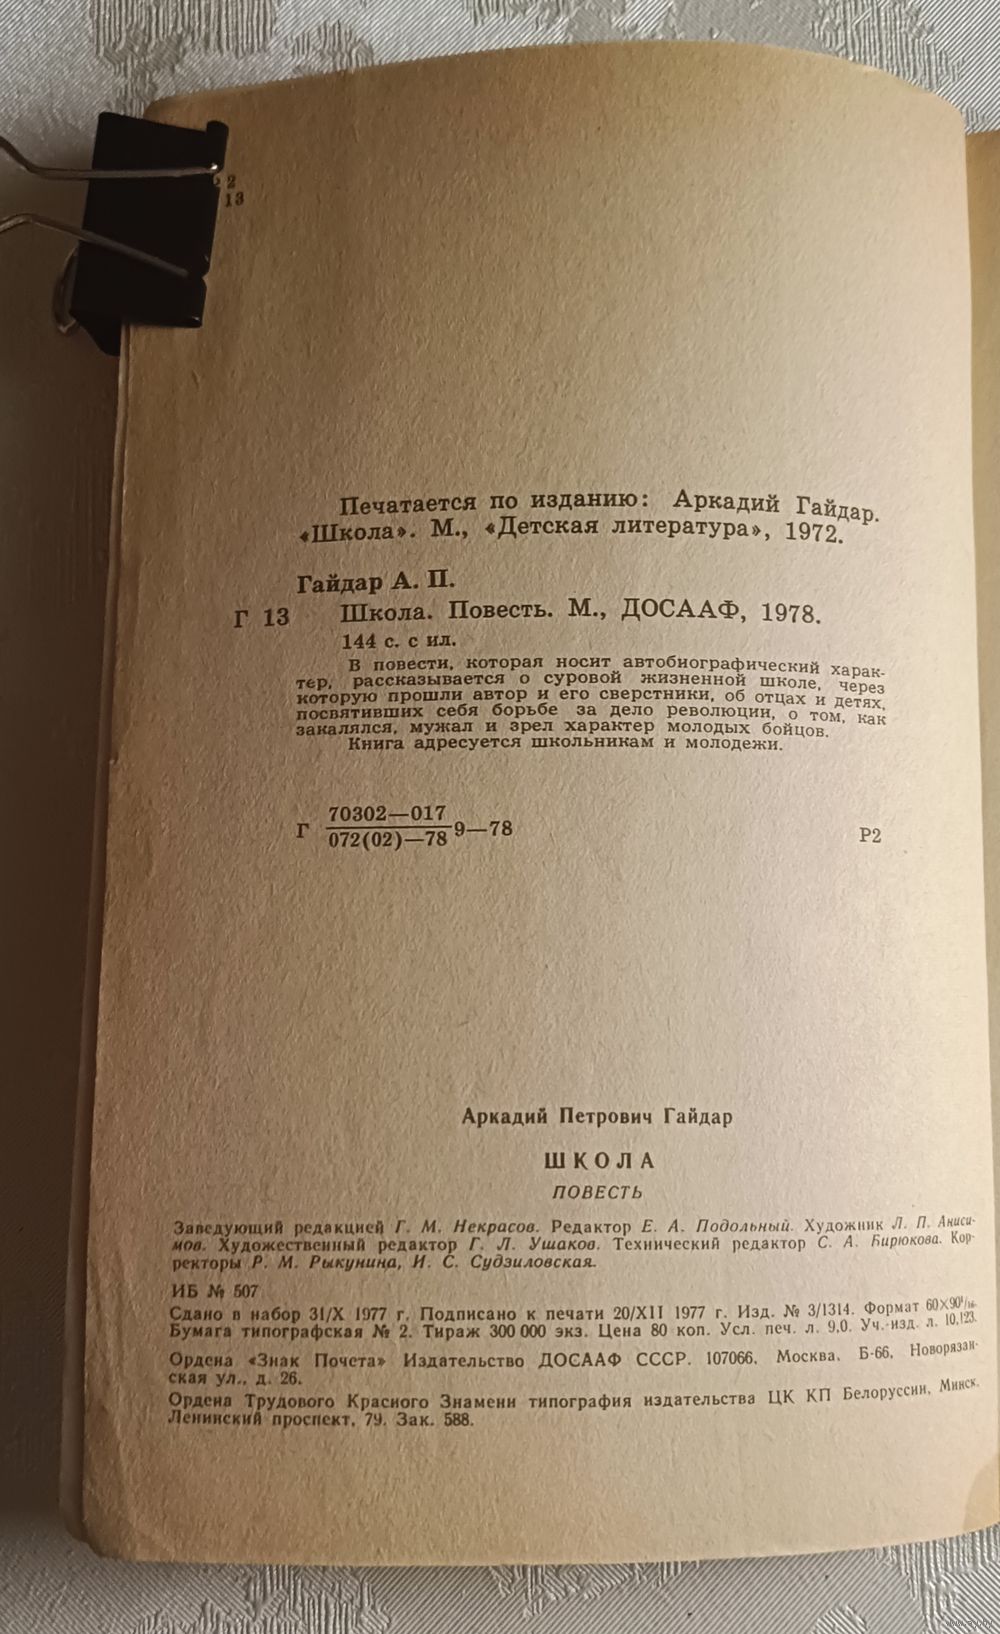 2
13
Печатается по изданию: Аркадий Гайдар.
«Школа». М., «Детская литература», 1972.
Гайдар А. П.
Г 13 Школа. Повесть. М., ДОСААФ, 1978.
144 с. с ил.
В повести, которая носит автобиографический харак-
тер, рассказывается о суровой жизненной школе, через
которую прошли автор и его сверстники, об отцах и детях,
посвятивших себя борьбе за дело революции, о том, как
закалялся, мужал и зрел характер молодых бойцов.
Книга адресуется школьникам и молодежи.
70302—017
Г 9—78 Р2
072(02)—78
Аркадий Петрович Гайдар
ШКОЛА
ПОВЕСТЬ
Заведующий редакцией Г. М. Некрасов. Редактор Е. А. Подольный. Художник Л. П. Аниси-
мов. Художественный редактор Г. Л. Ушаков. Технический редактор С. А. Бирюкова. Кор-
ректоры Р. М. Рыкунина, И. С. Судзиловская.
ИБ № 507
Сдано в набор 31/X 1977 г. Подписано к печати 20/XII 1977 г. Изд. № 3/1314. Формат 60×90¹/₁₆.
Бумага типографская № 2. Тираж 300 000 экз. Цена 80 коп. Усл. печ. л. 9,0. Уч.-изд. л. 10,123.
Ордена «Знак Почета» Издательство ДОСААФ СССР. 107066, Москва, Б-66, Новорязан-
ская ул., д. 26.
Ордена Трудового Красного Знамени типография издательства ЦК КП Белоруссии, Минск,
Ленинский проспект, 79. Зак. 588.